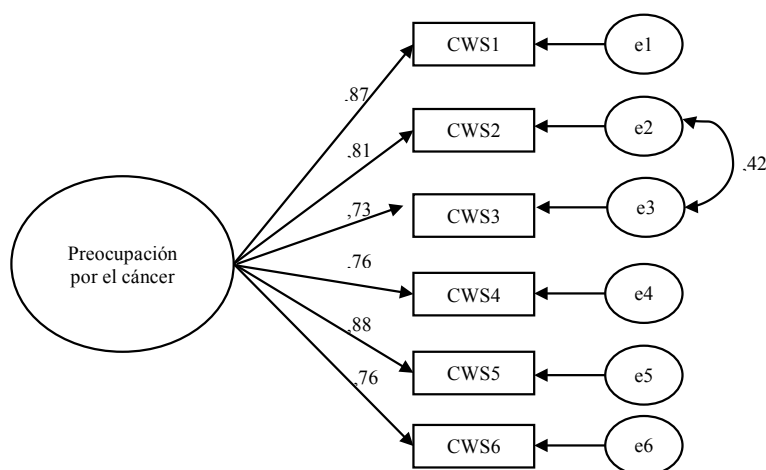 CWS1
e1
,87
CWS2
e2
,81
,42
,73
CWS3
e3
Preocupación
por el cáncer
,76
CWS4
e4
,88
CWS5
e5
,76
CWS6
e6